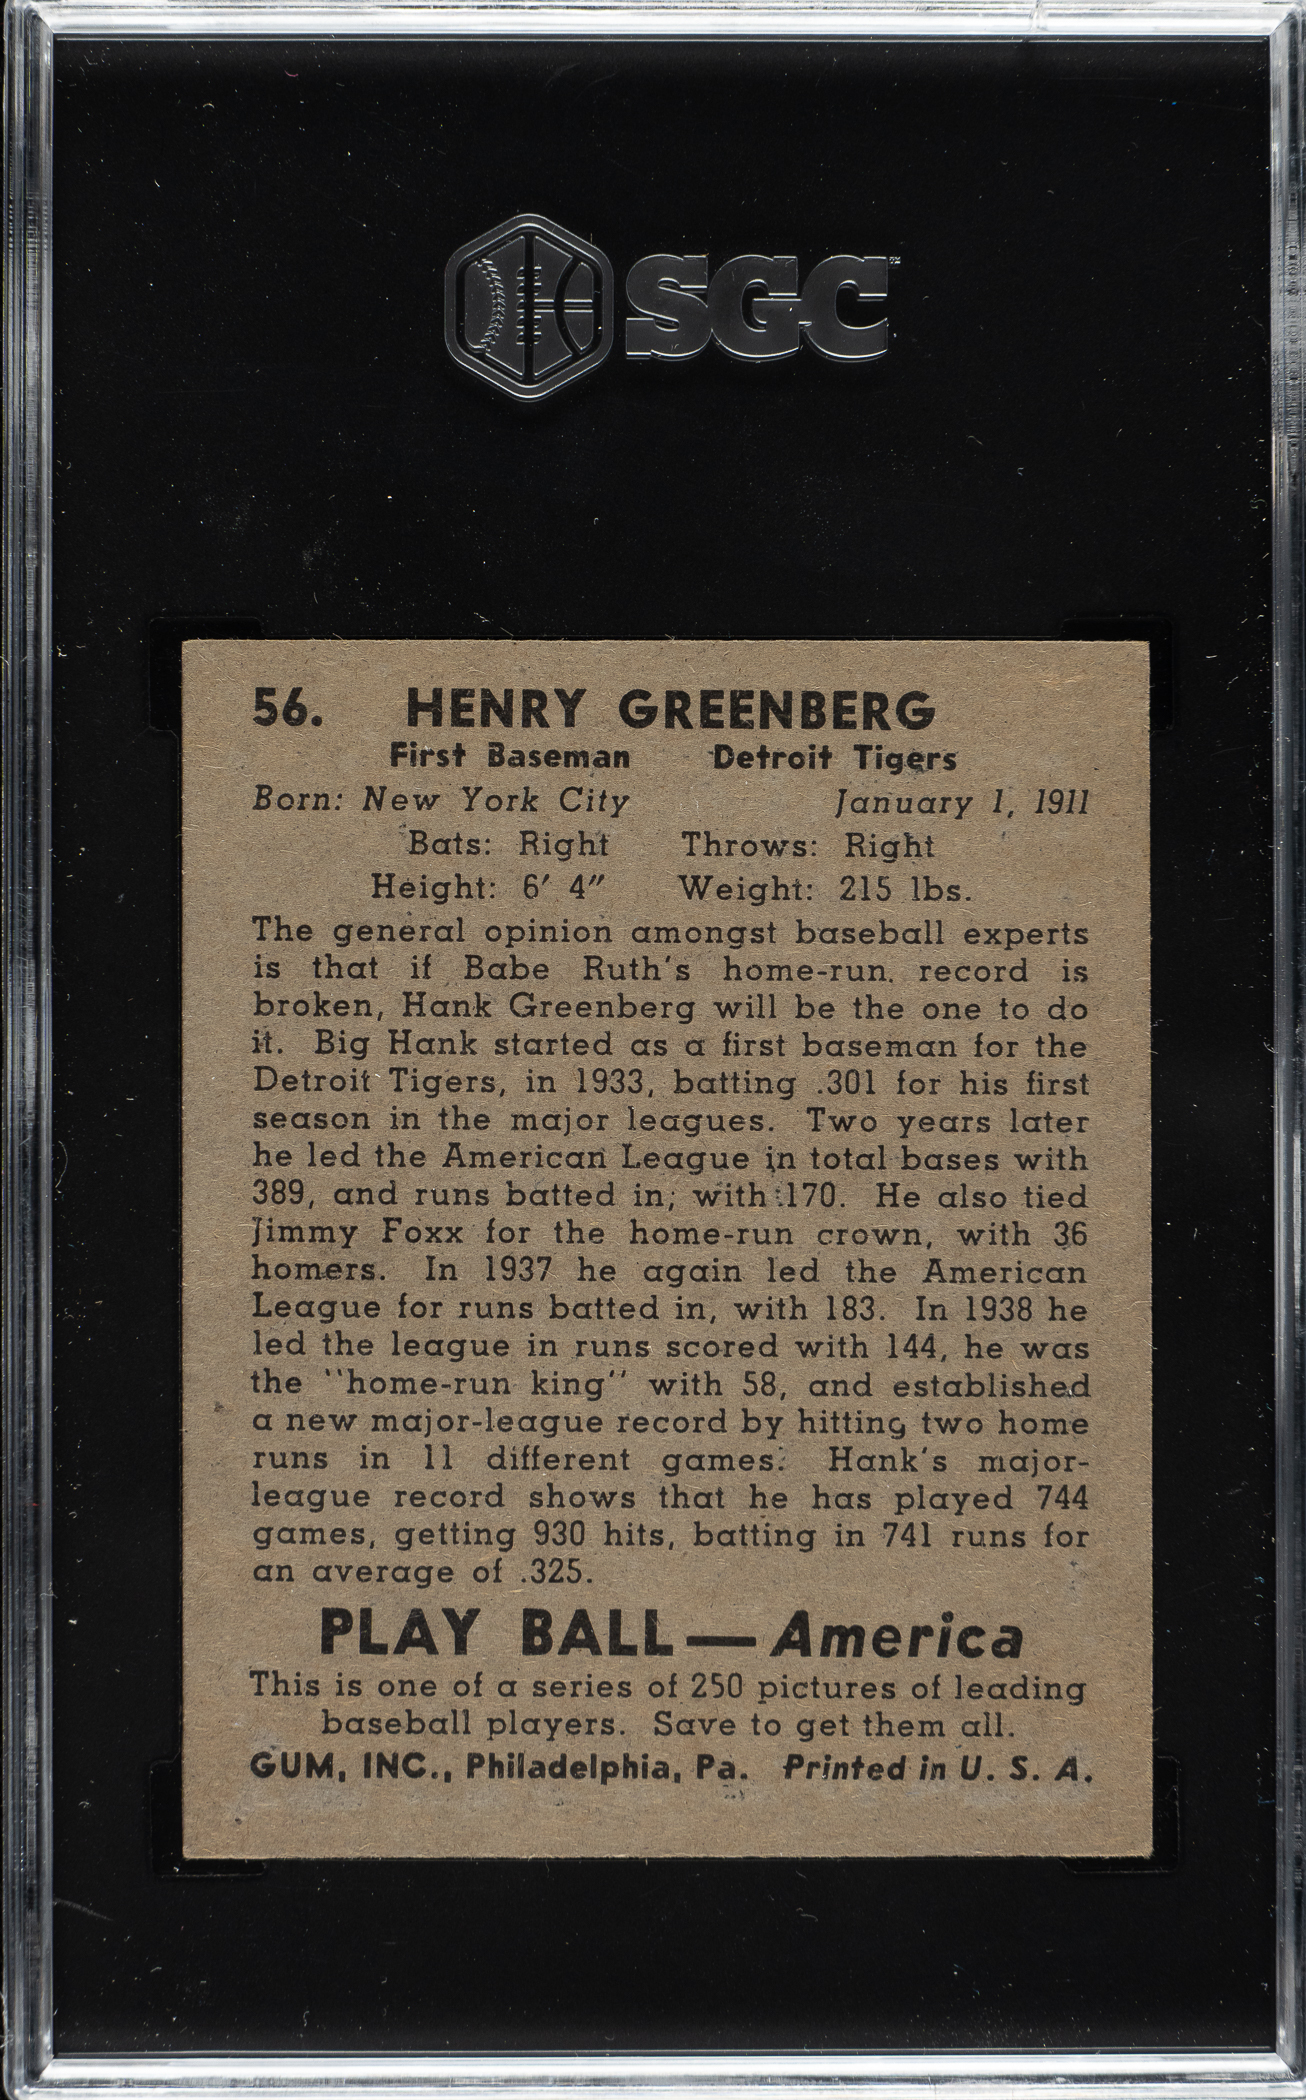 SGC™
56. HENRY GREENBERG
First Baseman Detroit Tigers
Born: New York City January 1, 1911
Bats: Right Throws: Right
Height: 6′ 4″ Weight: 215 lbs.
The general opinion amongst baseball experts
is that if Babe Ruth's home-run. record is
broken, Hank Greenberg will be the one to do
it. Big Hank started as a first baseman for the
Detroit Tigers, in 1933, batting .301 for his first
season in the major leagues. Two years later
he led the American League in total bases with
389, and runs batted in; with 170. He also tied
Jimmy Foxx for the home-run crown, with 36
homers. In 1937 he again led the American
League for runs batted in, with 183. In 1938 he
led the league in runs scored with 144, he was
the "home-run king" with 58, and established
a new major-league record by hitting two home
runs in 11 different games. Hank's major-
league record shows that he has played 744
games, getting 930 hits, batting in 741 runs for
an average of .325.
PLAY BALL—America
This is one of a series of 250 pictures of leading
baseball players. Save to get them all.
GUM, INC., Philadelphia, Pa. Printed in U. S. A.